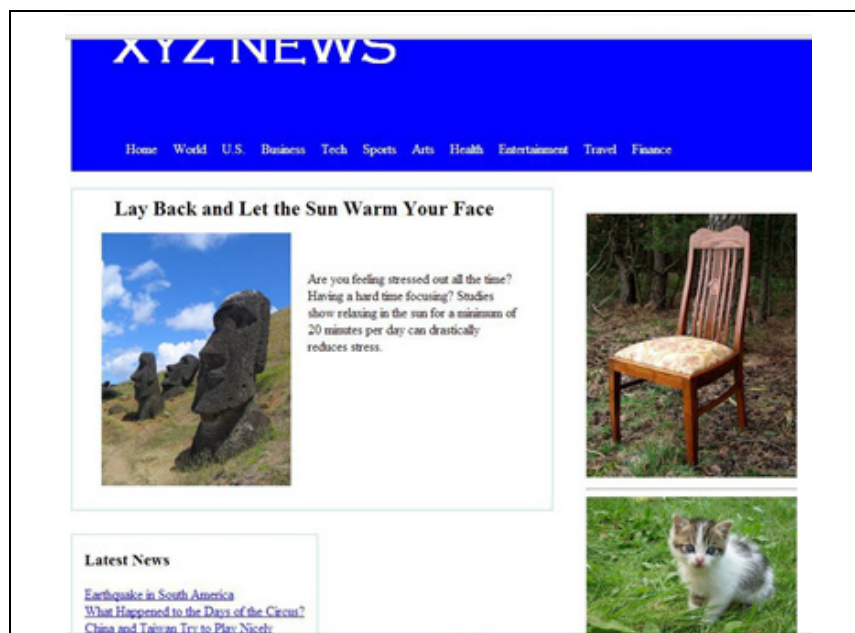 XYZ NEWS
Home World U.S. Business Tech Sports Arts Health Entertainment Travel Finance
Lay Back and Let the Sun Warm Your Face
Are you feeling stressed out all the time?
Having a hard time focusing? Studies
show relaxing in the sun for a minimum of
20 minutes per day can drastically
reduces stress.
Latest News
Earthquake in South America
What Happened to the Days of the Circus?
China and Taiwan Try to Play Nicely